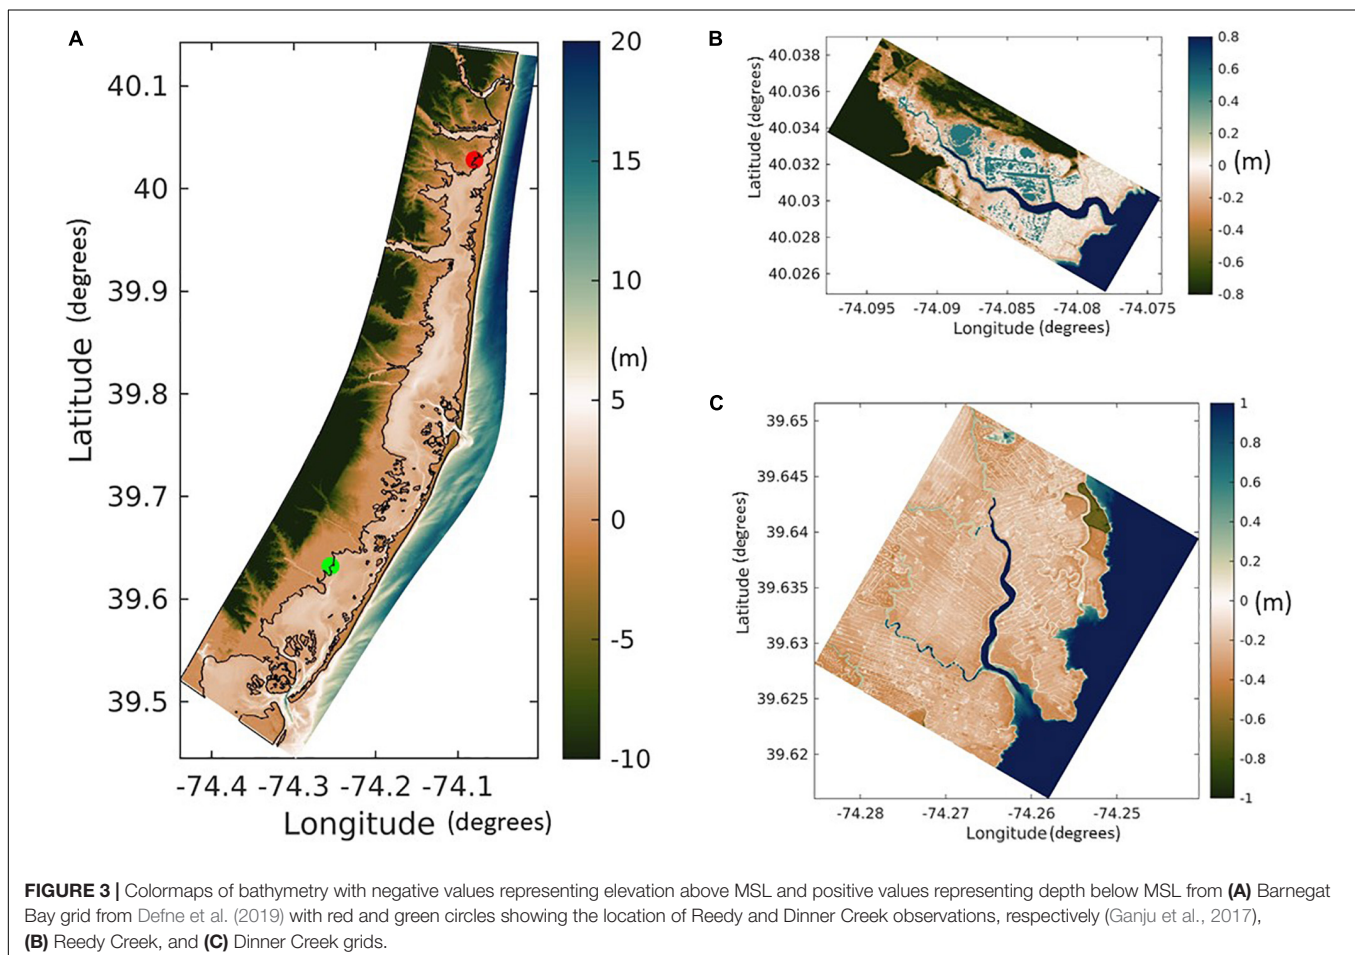 A
40.1
40
39.9
39.8
39.7
39.6
39.5
Latitude (degrees)
-74.4 -74.3 -74.2 -74.1
Longitude (degrees)
20
15
10
(m)
5
0
-5
-10
B
40.038
40.036
40.034
40.032
40.03
40.028
40.026
Latitude (degrees)
-74.095 -74.09 -74.085 -74.08 -74.075
Longitude (degrees)
0.8
0.6
0.4
0.2
0 (m)
-0.2
-0.4
-0.6
-0.8
C
39.65
39.645
39.64
39.635
39.63
39.625
39.62
Latitude (degrees)
-74.28 -74.27 -74.26 -74.25
Longitude (degrees)
1
0.8
0.6
0.4
0.2
0 (m)
-0.2
-0.4
-0.6
-0.8
-1
FIGURE 3 | Colormaps of bathymetry with negative values representing elevation above MSL and positive values representing depth below MSL from (A) Barnegat
Bay grid from Defne et al. (2019) with red and green circles showing the location of Reedy and Dinner Creek observations, respectively (Ganju et al., 2017),
(B) Reedy Creek, and (C) Dinner Creek grids.